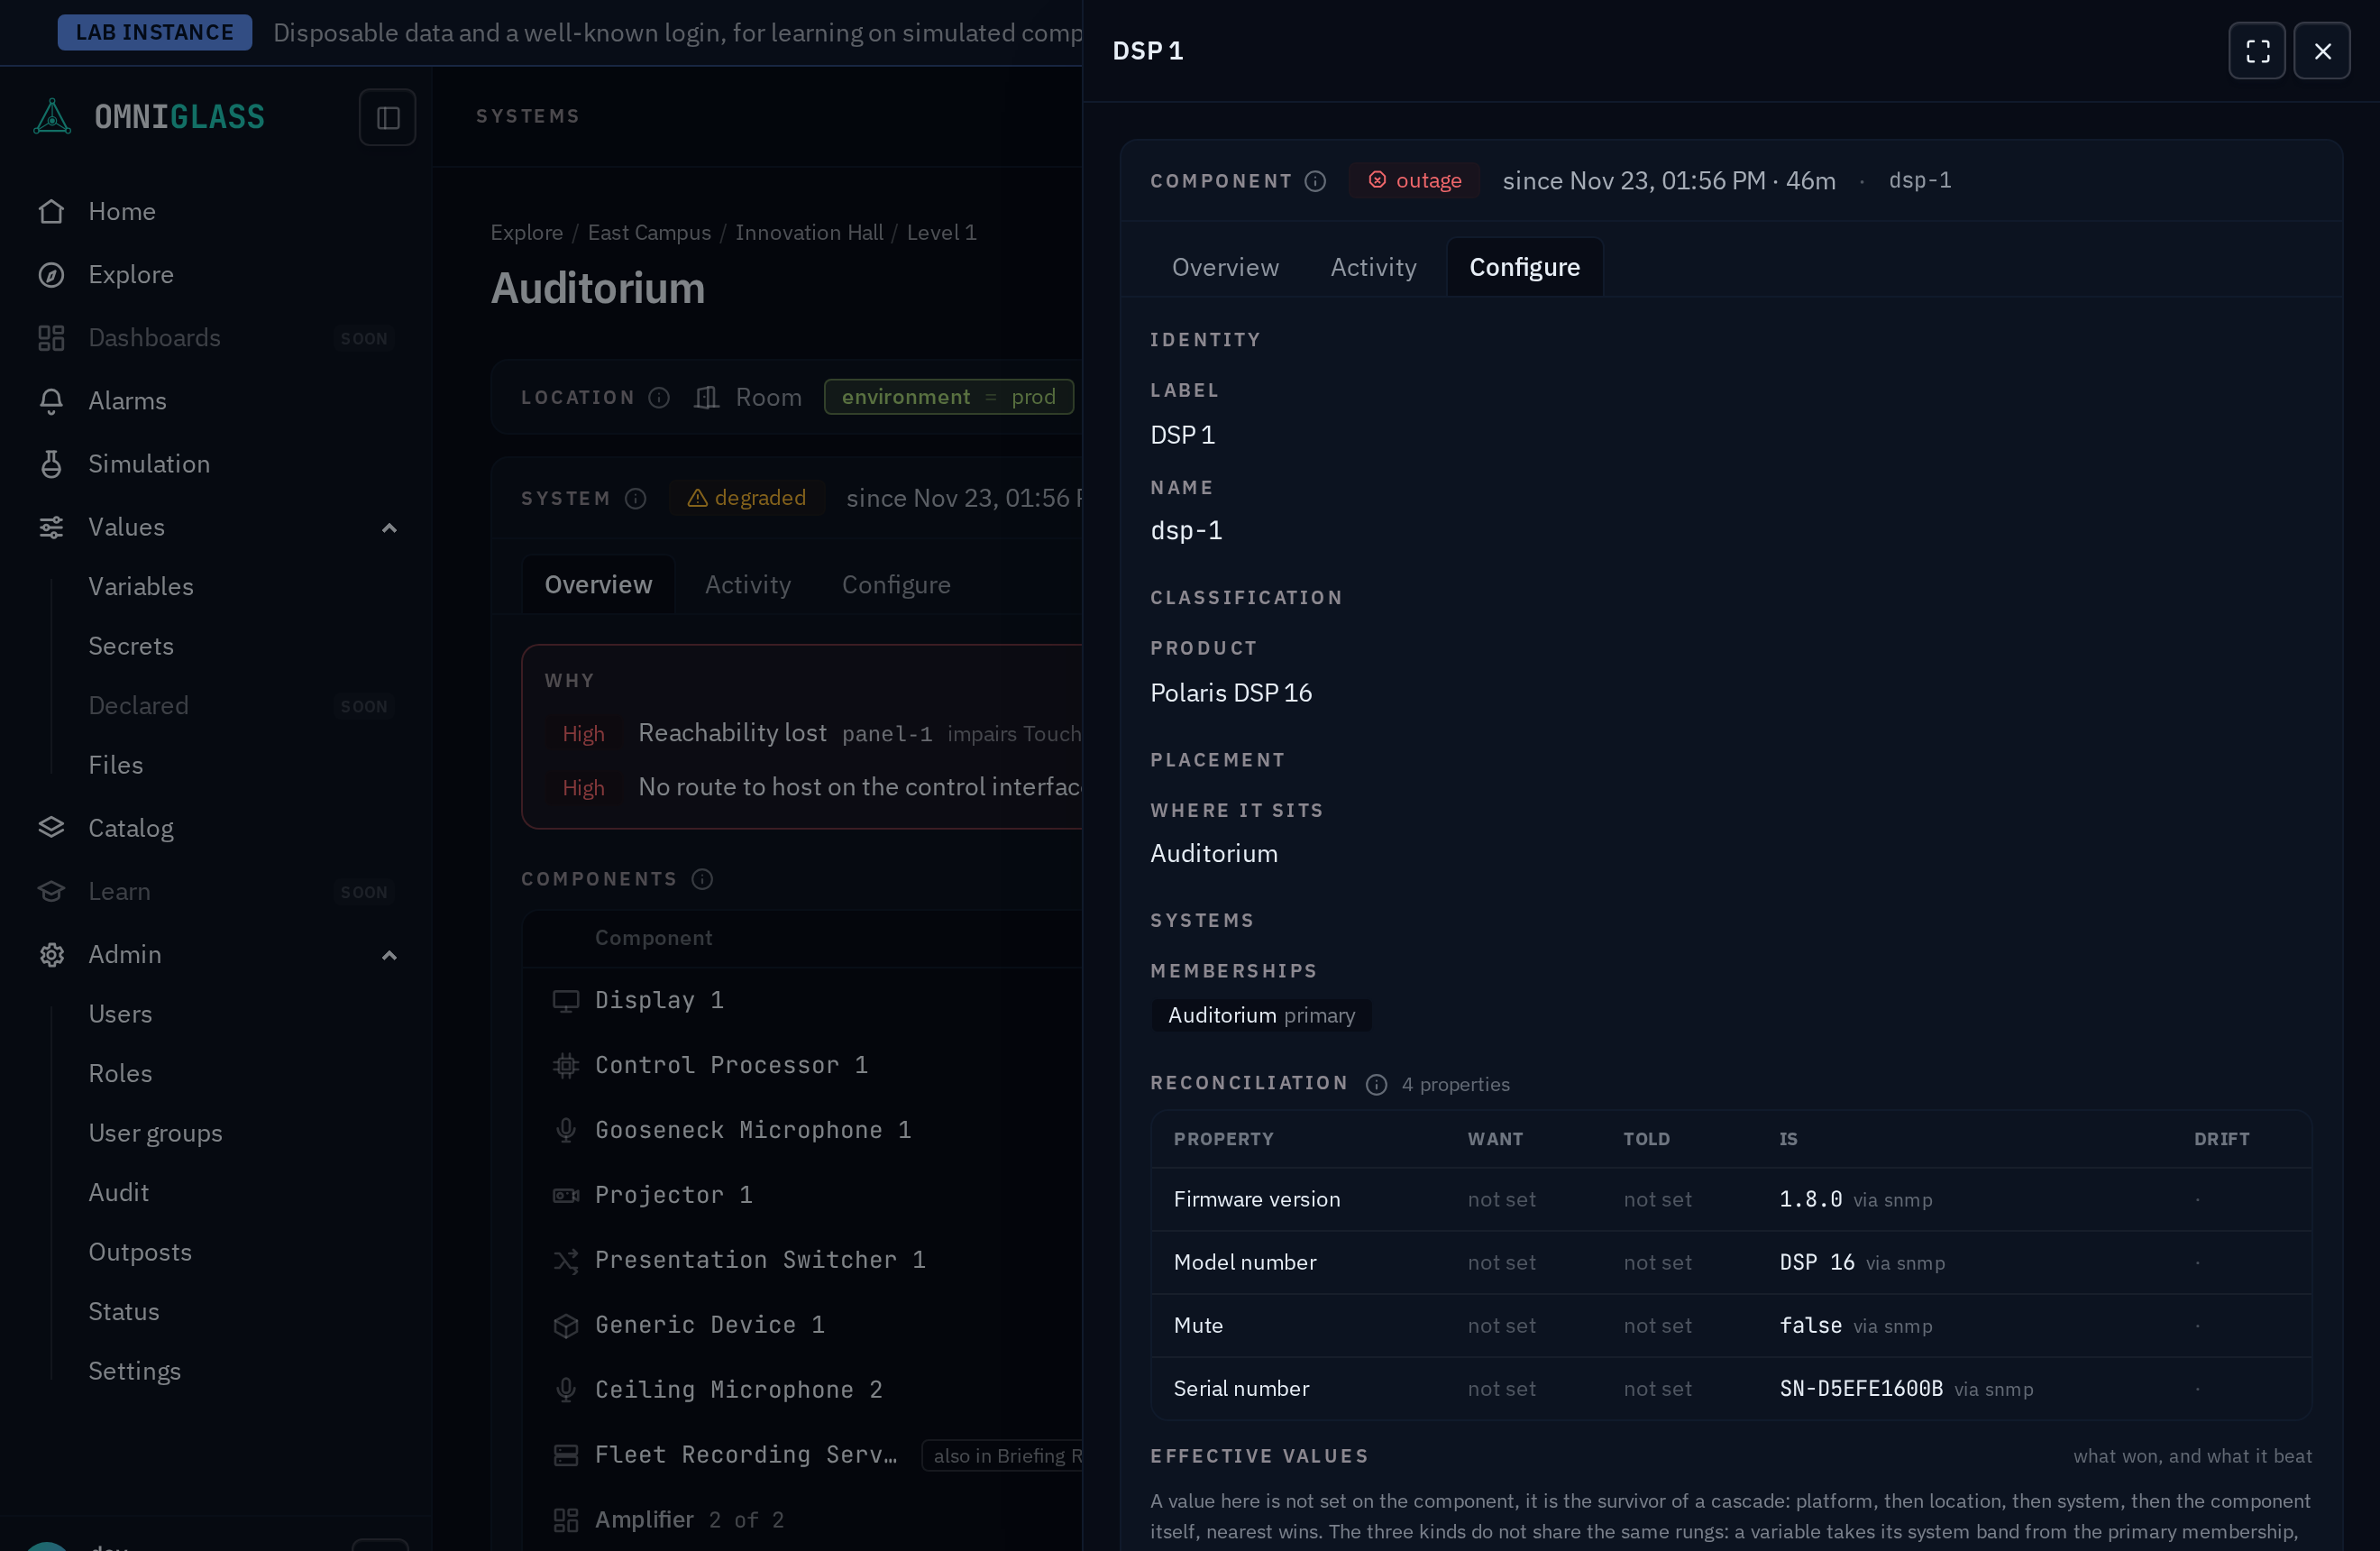 LAB INSTANCE Disposable data and a well-known login, for learning on simulated comp
OMNIGLASS
Home
Explore
Dashboards SOON
Alarms
Simulation
Values
Variables
Secrets
Declared SOON
Files
Catalog
Learn SOON
Admin
Users
Roles
User groups
Audit
Outposts
Status
Settings
SYSTEMS
Explore / East Campus / Innovation Hall / Level 1
Auditorium
LOCATION Room environment = prod
SYSTEM degraded since Nov 23, 01:56
Overview Activity Configure
WHY
High Reachability lost panel-1 impairs Touch
High No route to host on the control interfac
COMPONENTS
Component
Display 1
Control Processor 1
Gooseneck Microphone 1
Projector 1
Presentation Switcher 1
Generic Device 1
Ceiling Microphone 2
Fleet Recording Serv… also in Briefing R
Amplifier 2 of 2
DSP 1
COMPONENT outage since Nov 23, 01:56 PM · 46m · dsp-1
Overview Activity Configure
IDENTITY
LABEL
DSP 1
NAME
dsp-1
CLASSIFICATION
PRODUCT
Polaris DSP 16
PLACEMENT
WHERE IT SITS
Auditorium
SYSTEMS
MEMBERSHIPS
Auditorium primary
RECONCILIATION 4 properties
PROPERTY WANT TOLD IS DRIFT
Firmware version not set not set 1.8.0 via snmp ·
Model number not set not set DSP 16 via snmp ·
Mute not set not set false via snmp ·
Serial number not set not set SN-D5EFE1600B via snmp ·
EFFECTIVE VALUES what won, and what it beat
A value here is not set on the component, it is the survivor of a cascade: platform, then location, then system, then the component
itself, nearest wins. The three kinds do not share the same rungs: a variable takes its system band from the primary membership,